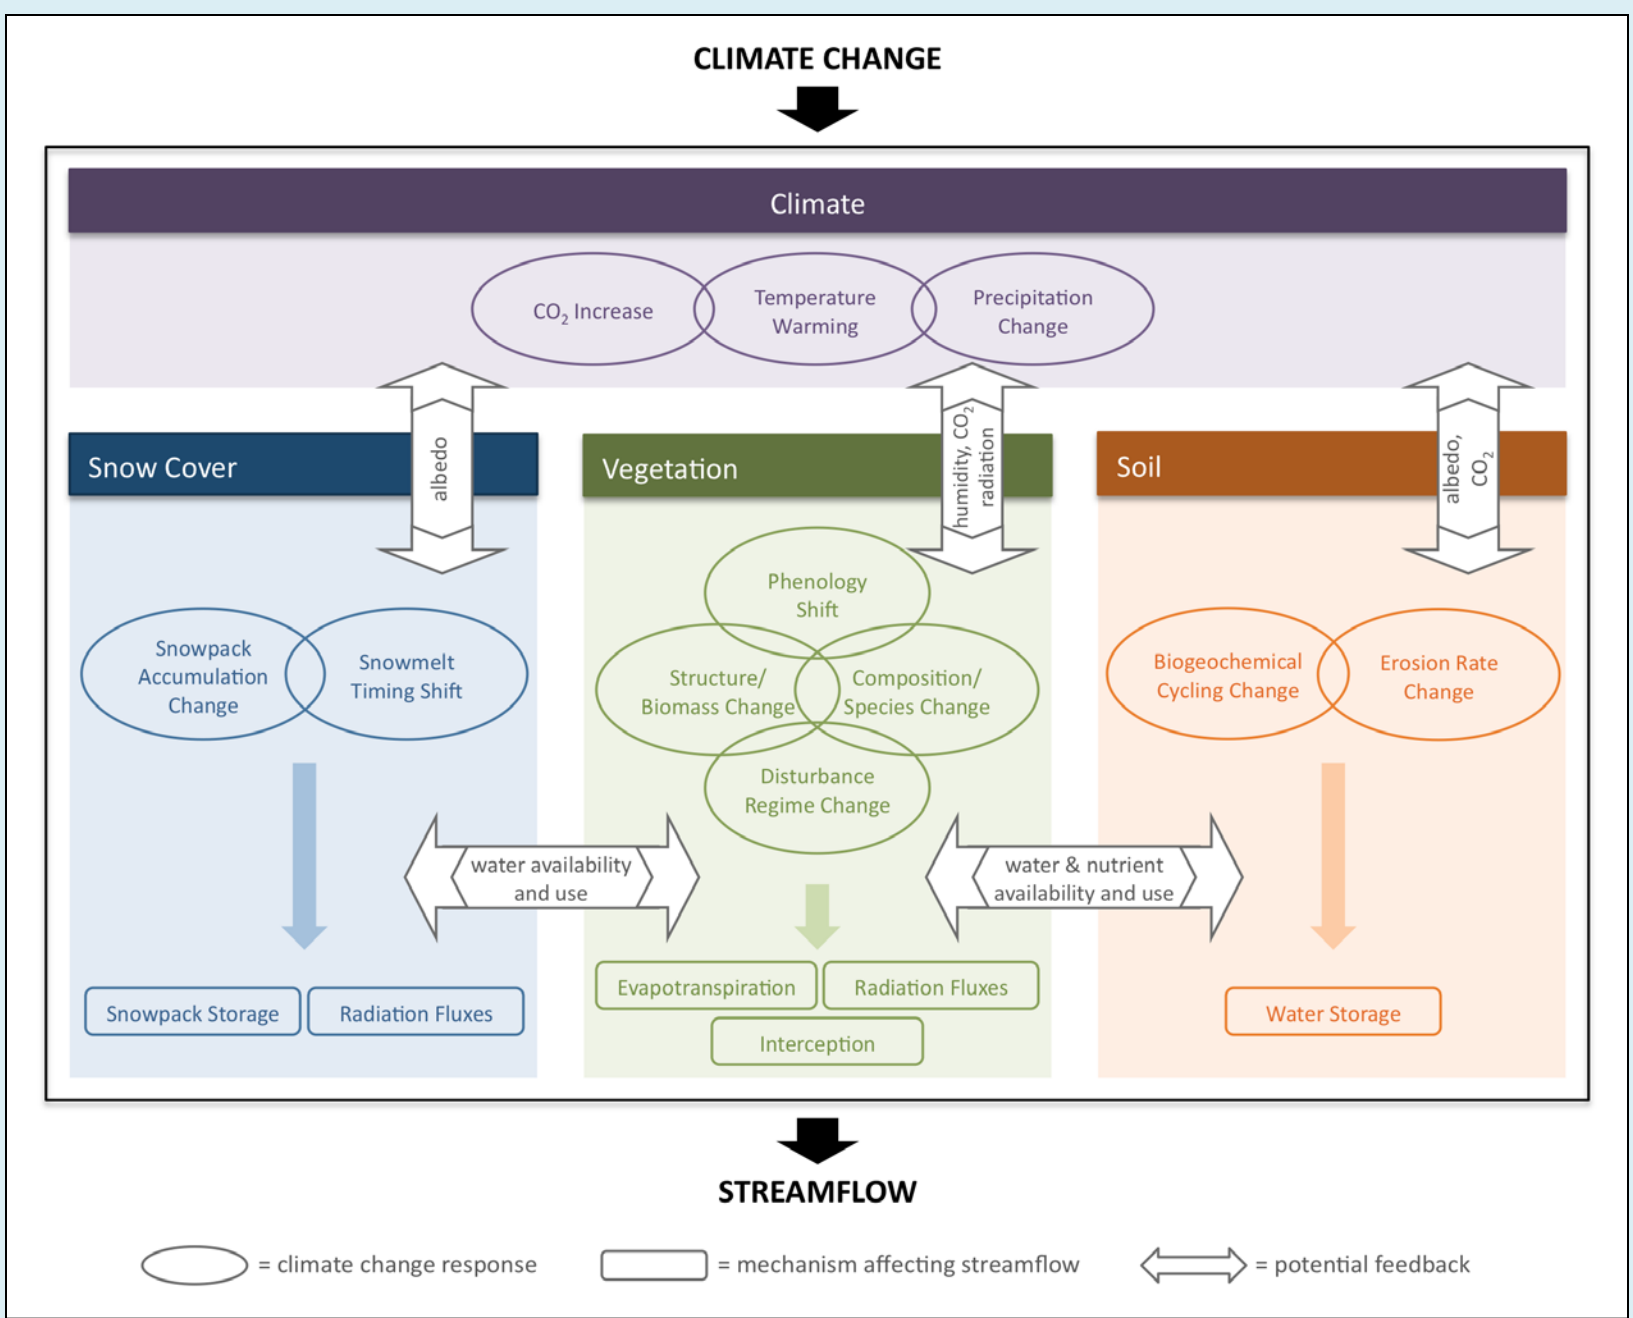 CLIMATE CHANGE
Climate
CO₂ Increase
Temperature
Warming
Precipitation
Change
albedo
humidity, CO₂
radiation
albedo,
CO₂
Snow Cover
Vegetation
Soil
Snowpack
Accumulation
Change
Snowmelt
Timing Shift
Phenology
Shift
Structure/
Biomass Change
Composition/
Species Change
Disturbance
Regime Change
Biogeochemical
Cycling Change
Erosion Rate
Change
water availability
and use
water & nutrient
availability and use
Snowpack Storage
Radiation Fluxes
Evapotranspiration
Radiation Fluxes
Interception
Water Storage
STREAMFLOW
= climate change response
= mechanism affecting streamflow
= potential feedback